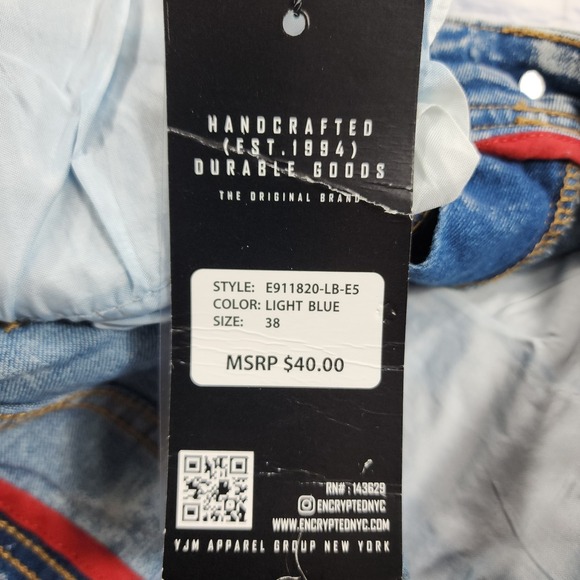 HANDCRAFTED
(EST.1994)
DURABLE GOODS
THE ORIGINAL BRAND
STYLE: E911820-LB-E5
COLOR: LIGHT BLUE
SIZE: 38
MSRP $40.00
RN# : 143629
ENCRYPTEDNYC
WWW.ENCRYPTEDNYC.COM
YJM APPAREL GROUP NEW YORK